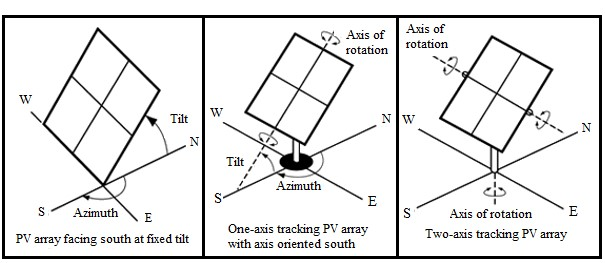 W
Tilt
N
S
Azimuth
E
PV array facing south at fixed tilt
Axis of
rotation
W
N
Tilt
S
Azimuth
E
One-axis tracking PV array
with axis oriented south
Axis of
rotation
W
N
S
Axis of rotation
E
Two-axis tracking PV array